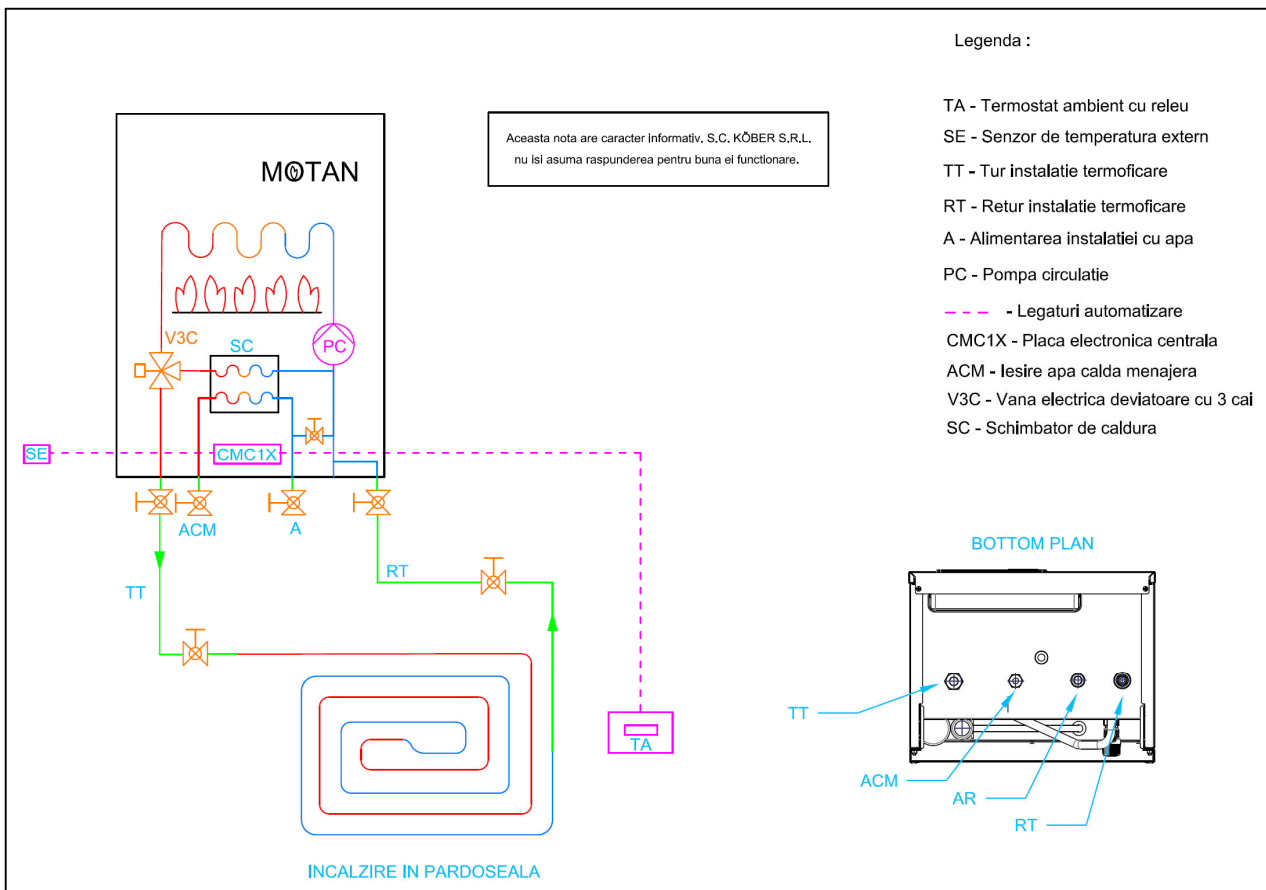 Legenda :
Aceasta nota are caracter informativ. S.C. KÖBER S.R.L.
nu isi asuma raspunderea pentru buna ei functionare.
TA - Termostat ambient cu releu
SE - Senzor de temperatura extern
TT - Tur instalatie termoficare
RT - Retur instalatie termoficare
A - Alimentarea instalatiei cu apa
PC - Pompa circulatie
- Legaturi automatizare
CMC1X - Placa electronica centrala
ACM - Iesire apa calda menajera
V3C - Vana electrica deviatoare cu 3 cai
SC - Schimbator de caldura
MOTAN
V3C
SC
PC
SE
CMC1X
ACM
A
TT
RT
TA
INCALZIRE IN PARDOSEALA
BOTTOM PLAN
TT
ACM
AR
RT